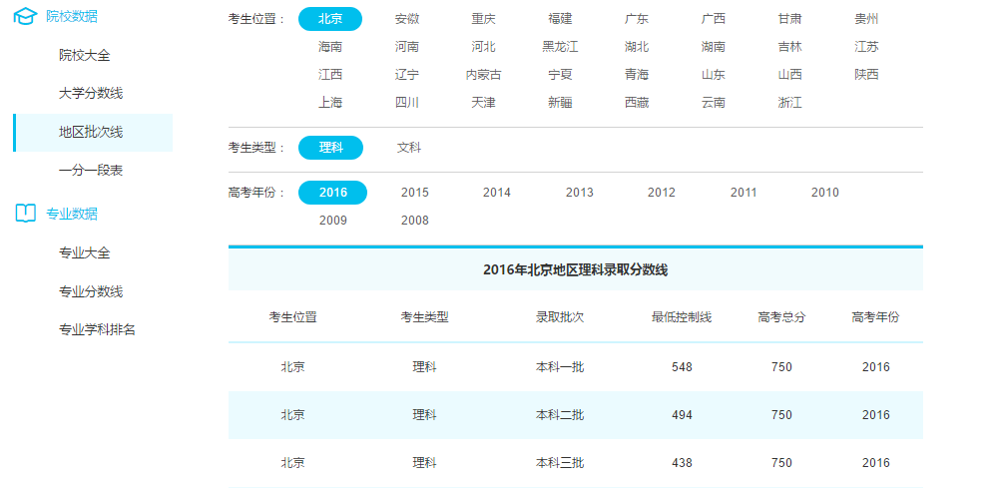 院校数据
院校大全
大学分数线
地区批次线
一分一段表
专业数据
专业大全
专业分数线
专业学科排名
考生位置： 北京 安徽 重庆 福建 广东 广西 甘肃 贵州
海南 河南 河北 黑龙江 湖北 湖南 吉林 江苏
江西 辽宁 内蒙古 宁夏 青海 山东 山西 陕西
上海 四川 天津 新疆 西藏 云南 浙江
考生类型： 理科 文科
高考年份： 2016 2015 2014 2013 2012 2011 2010
2009 2008
2016年北京地区理科录取分数线
考生位置 考生类型 录取批次 最低控制线 高考总分 高考年份
北京 理科 本科一批 548 750 2016
北京 理科 本科二批 494 750 2016
北京 理科 本科三批 438 750 2016